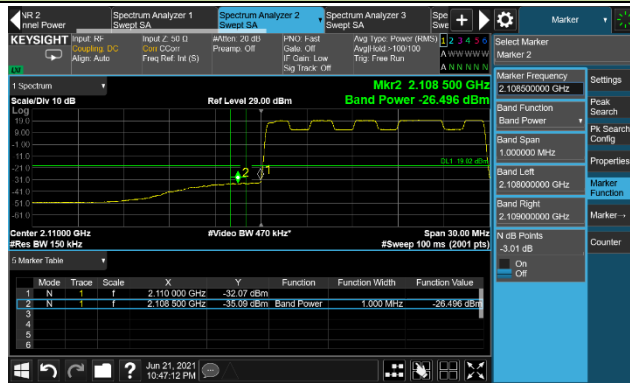 NR 2
nnel Power
Spectrum Analyzer 1
Swept SA
Spectrum Analyzer 2
Swept SA
Spectrum Analyzer 3
Swept SA
Spe
Swe
Marker
KEYSIGHT
Input: RF
Coupling: DC
Align: Auto
Input Z: 50 Ω
Corr CCorr
Freq Ref: Int (S)
#Atten: 20 dB
Preamp: Off
PNO: Fast
Gate: Off
IF Gain: Low
Sig Track: Off
Avg Type: Power (RMS)
Avg|Hold:>100/100
Trig: Free Run
1 2 3 4 5 6
A W W W W W
A N N N N N
LM
Select Marker
Marker 2
1 Spectrum
Scale/Div 10 dB
Ref Level 29.00 dBm
Mkr2 2.108 500 GHz
Band Power -26.496 dBm
Log
19.0
9.00
-1.00
-11.0
-21.0
-31.0
-41.0
-51.0
-61.0
2
1
Center 2.11000 GHz
#Res BW 150 kHz
#Video BW 470 kHz*
Span 30.00 MHz
#Sweep 100 ms (2001 pts)
5 Marker Table
Mode Trace Scale X Y Function Function Width Function Value
1 N 1 f 2.110 000 GHz -32.07 dBm
2 N 1 f 2.108 500 GHz -35.09 dBm Band Power 1.000 MHz -26.496 dBm
3
4
5
6
Marker Frequency
2.108500000 GHz
Band Function
Band Power
Band Span
1.000000 MHz
Band Left
2.108000000 GHz
Band Right
2.109000000 GHz
N dB Points
-3.01 dB
On
Off
Settings
Peak
Search
Pk Search
Config
Properties
Marker
Function
Marker→
Counter
?
Jun 21, 2021
10:47:12 PM